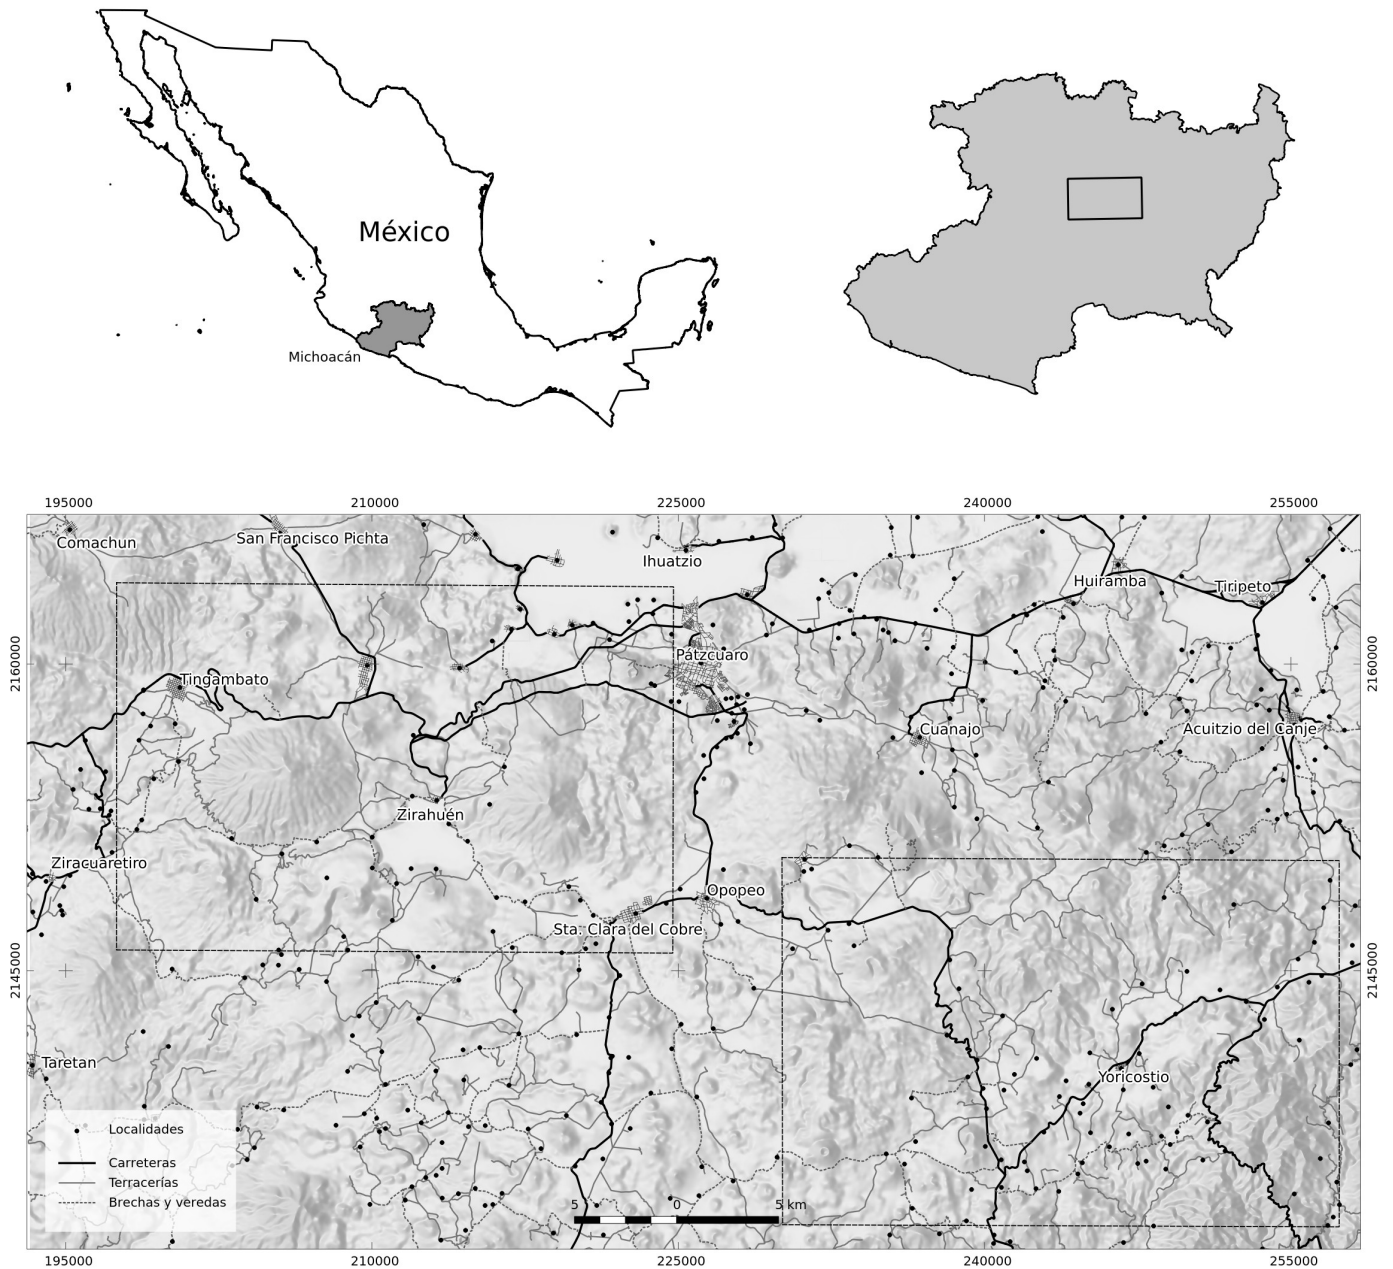 México
Michoacán
195000 210000 225000 240000 255000
Comachun
San Francisco Pichta
Ihuatzio
Huiramba
Tiripeto
2160000
2160000
Pátzcuaro
Tingambato
Cuanajo
Acuitzio del Canje
Zirahuén
Ziracuaretiro
Opopeo
Sta. Clara del Cobre
2145000
2145000
Taretan
Yoricostio
Localidades
Carreteras
Terracerías
Brechas y veredas
5 0 5 km
195000 210000 225000 240000 255000